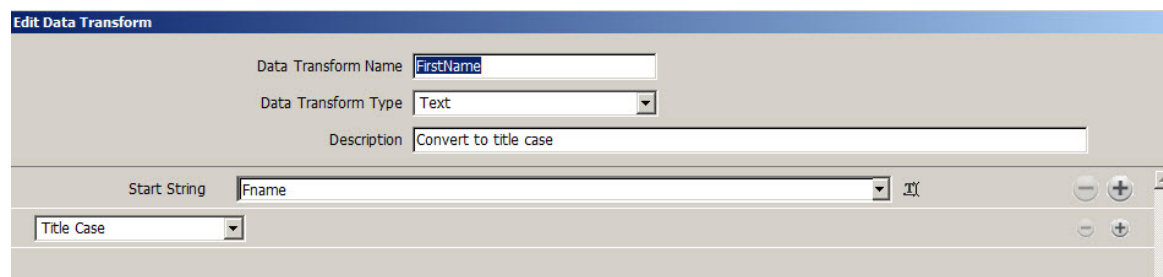 Edit Data Transform
Data Transform Name FirstName
Data Transform Type Text
Description Convert to title case
Start String Fname
Title Case